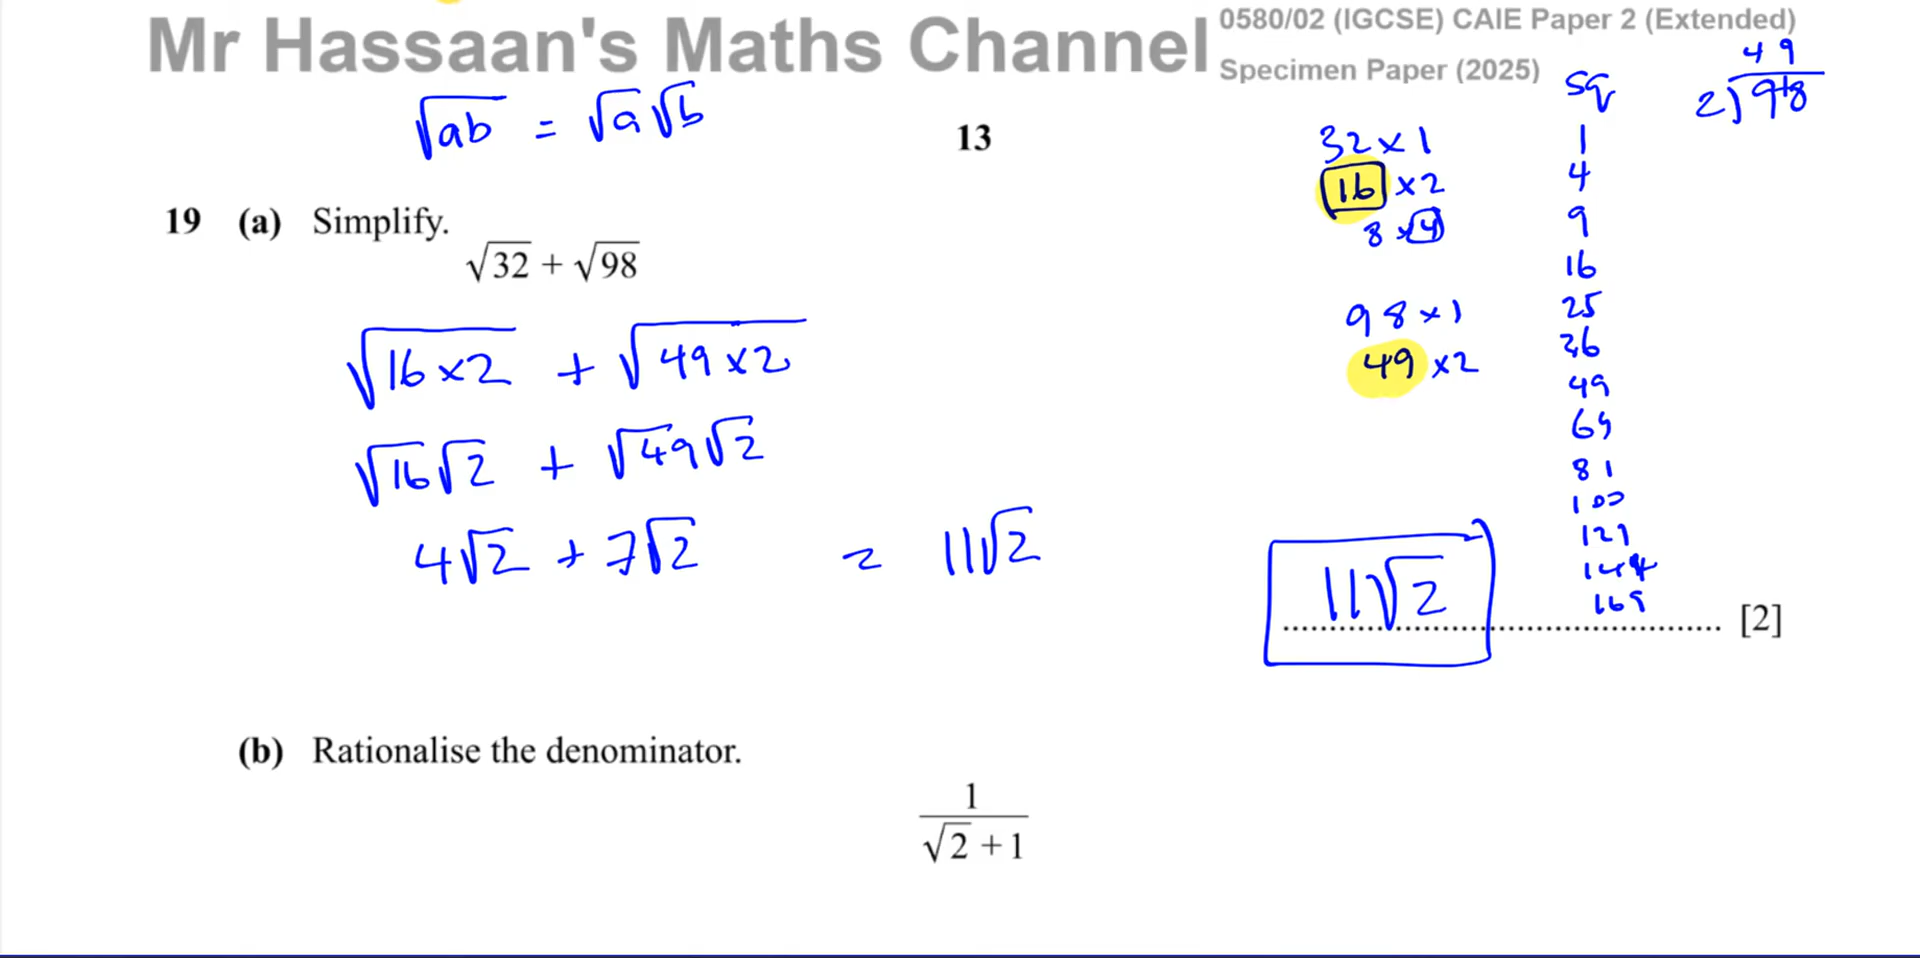 Mr Hassaan's Maths Channel
0580/02 (IGCSE) CAIE Paper 2 (Extended)
Specimen Paper (2025)
√ab = √a√b
13
19 (a) Simplify.
√32 + √98
√16×2 + √49×2
√16√2 + √49√2
4√2 + 7√2 = 11√2
32×1
16×2
8×4
98×1
49×2
sq
1
4
9
16
25
36
49
64
81
100
121
144
169
49
2)98
11√2
[2]
(b) Rationalise the denominator.
1
√2 + 1